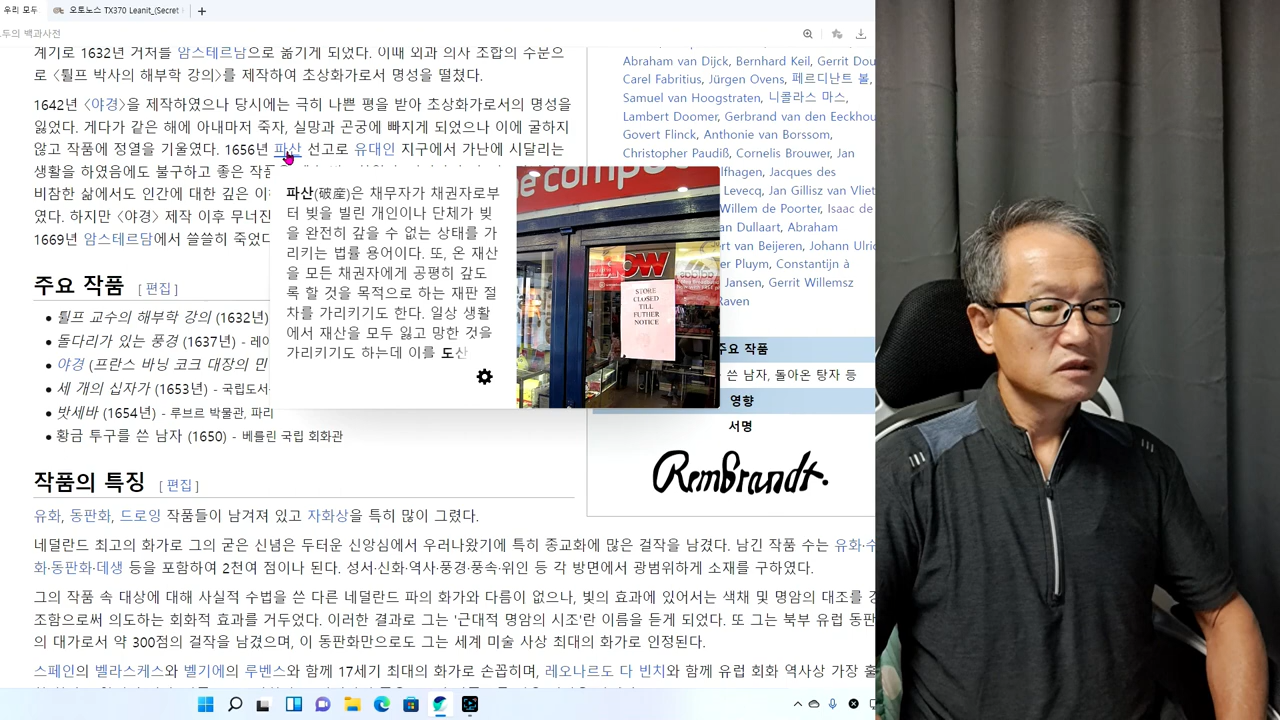 우리 모두
오토노스 TX370 Leanit_(Secret
두의 백과사전
계기로 1632년 거처를 암스테르담으로 옮기게 되었다. 이때 외과 의사 조합의 수문으
로 〈튈프 박사의 해부학 강의〉를 제작하여 초상화가로서 명성을 떨쳤다.
1642년 〈야경〉을 제작하였으나 당시에는 극히 나쁜 평을 받아 초상화가로서의 명성을
잃었다. 게다가 같은 해에 아내마저 죽자, 실망과 곤궁에 빠지게 되었으나 이에 굴하지
않고 작품에 정열을 기울였다. 1656년 파산 선고로 유대인 지구에서 가난에 시달리는
생활을 하였음에도 불구하고 좋은 작품
비참한 삶에서도 인간에 대한 깊은 이
였다. 하지만 〈야경〉 제작 이후 무너진
1669년 암스테르담에서 쓸쓸히 죽었다
파산(破産)은 채무자가 채권자로부
터 빚을 빌린 개인이나 단체가 빚
을 완전히 갚을 수 없는 상태를 가
리키는 법률 용어이다. 또, 온 재산
을 모든 채권자에게 공평히 갚도
록 할 것을 목적으로 하는 재판 절
차를 가리키기도 한다. 일상 생활
에서 재산을 모두 잃고 망한 것을
가리키기도 하는데 이를 도산
STORE
CLOSED
TILL
FUTHER
NOTICE
주요 작품 [편집]
튈프 교수의 해부학 강의 (1632년)
돌다리가 있는 풍경 (1637년) - 레이
야경 (프란스 바닝 코크 대장의 민
세 개의 십자가 (1653년) - 국립도서
밧세바 (1654년) - 루브르 박물관, 파리
황금 투구를 쓴 남자 (1650) - 베를린 국립 회화관
작품의 특징 [편집]
유화, 동판화, 드로잉 작품들이 남겨져 있고 자화상을 특히 많이 그렸다.
네덜란드 최고의 화가로 그의 굳은 신념은 두터운 신앙심에서 우러나왔기에 특히 종교화에 많은 걸작을 남겼다. 남긴 작품 수는 유화·수
화·동판화·데생 등을 포함하여 2천여 점이나 된다. 성서·신화·역사·풍경·풍속·위인 등 각 방면에서 광범위하게 소재를 구하였다.
그의 작품 속 대상에 대해 사실적 수법을 쓴 다른 네덜란드 파의 화가와 다름이 없으나, 빛의 효과에 있어서는 색채 및 명암의 대조를 강
조함으로써 의도하는 회화적 효과를 거두었다. 이러한 결과로 그는 '근대적 명암의 시조'란 이름을 듣게 되었다. 또 그는 북부 유럽 동판
의 대가로서 약 300점의 걸작을 남겼으며, 이 동판화만으로도 그는 세계 미술 사상 최대의 화가로 인정된다.
스페인의 벨라스케스와 벨기에의 루벤스와 함께 17세기 최대의 화가로 손꼽히며, 레오나르도 다 빈치와 함께 유럽 회화 역사상 가장 훌
Abraham van Dijck, Bernhard Keil, Gerrit Dou
Carel Fabritius, Jürgen Ovens, 페르디난트 볼,
Samuel van Hoogstraten, 니콜라스 마스,
Lambert Doomer, Gerbrand van den Eeckhou
Govert Flinck, Anthonie van Borssom,
Christopher Paudiß, Cornelis Brouwer, Jan
lfhagen, Jacques des
Levecq, Jan Gillisz van Vliet
Willem de Poorter, Isaac de
an Dullaart, Abraham
rt van Beijeren, Johann Ulric
er Pluym, Constantijn à
Jansen, Gerrit Willemsz
Raven
주요 작품
쓴 남자, 돌아온 탕자 등
영향
서명
Rembrandt.